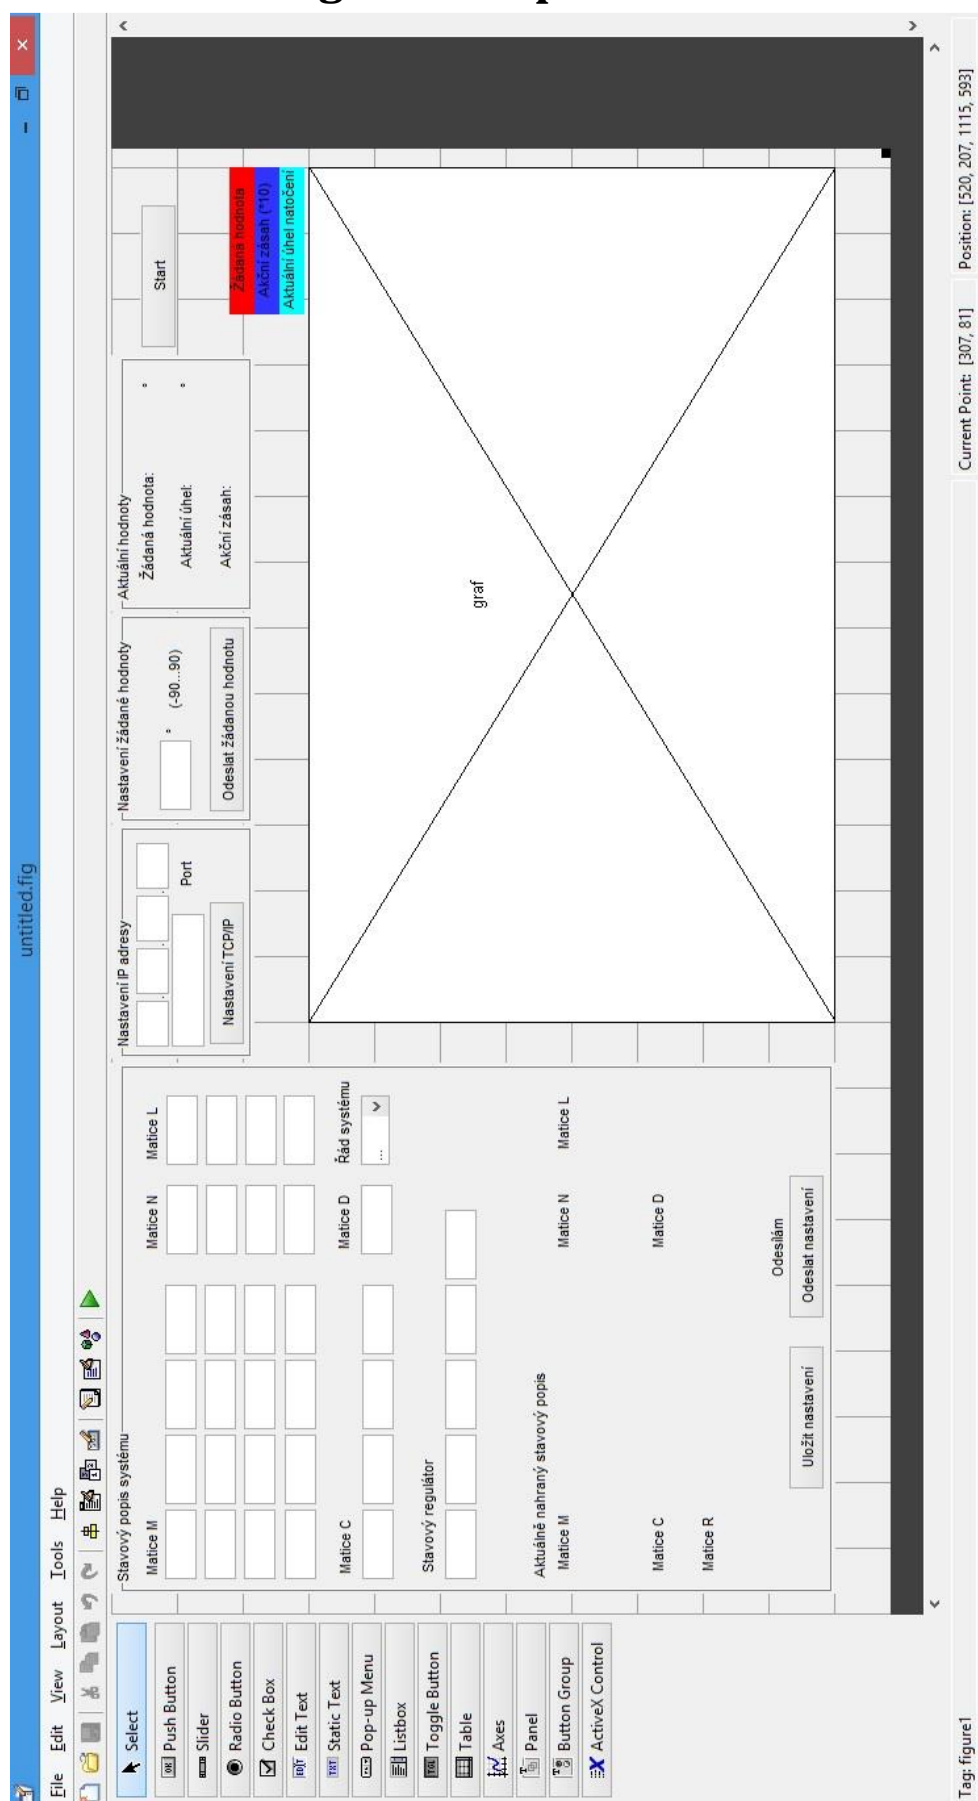 untitled.fig
File Edit View Layout Tools Help
Select
Push Button
Slider
Radio Button
Check Box
Edit Text
Static Text
Pop-up Menu
Listbox
Toggle Button
Table
Axes
Panel
Button Group
ActiveX Control
Stavový popis systému
Matice M Matice N Matice L
Matice C Matice D Řád systému
...
Stavový regulátor
Aktuálně nahraný stavový popis
Matice M Matice N Matice L
Matice C Matice D
Matice R
Odesílám
Uložit nastavení Odeslat nastavení
Nastavení IP adresy
. . .
Port
Nastavení TCP/IP
Nastavení žádané hodnoty
° (-90...90)
Odeslat žádanou hodnotu
Aktuální hodnoty
Žádaná hodnota: °
Aktuální úhel: °
Akční zásah:
Start
Žádaná hodnota
Akční zásah (*10)
Aktuální úhel natočení
graf
Tag: figure1 Current Point: [307, 81] Position: [520, 207, 1115, 593]